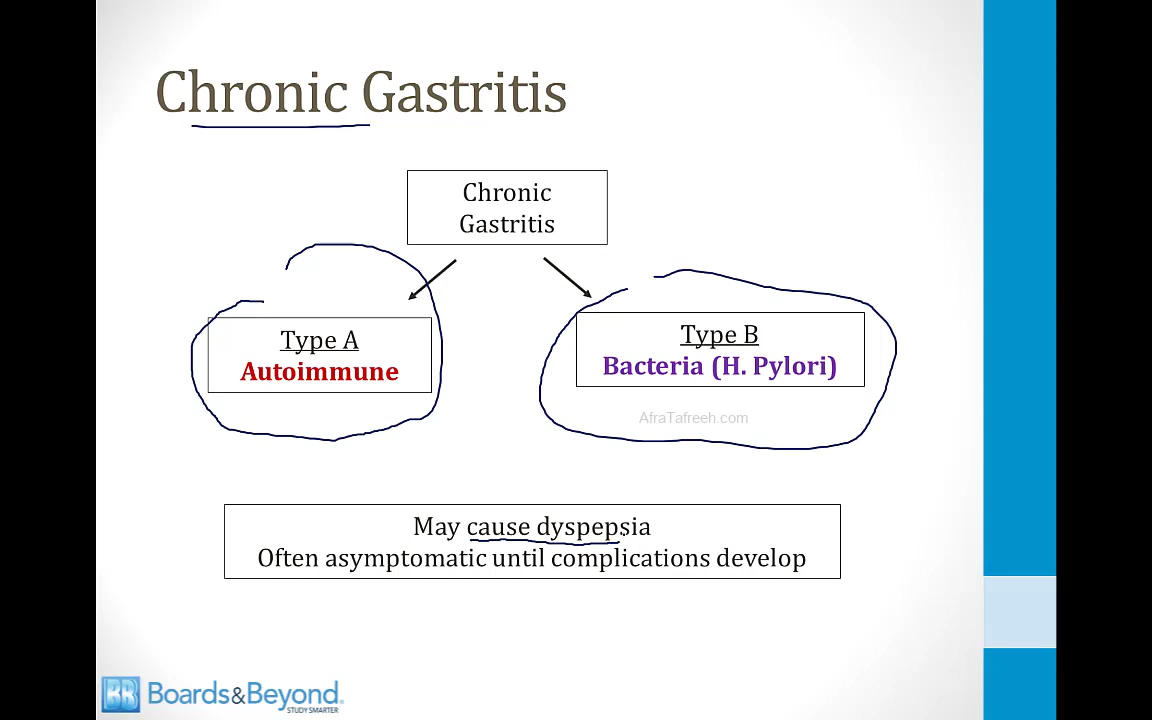 Chronic Gastritis
Chronic
Gastritis
Type A
Autoimmune
Type B
Bacteria (H. Pylori)
AfraTafreeh.com
May cause dyspepsia
Often asymptomatic until complications develop
BB Boards&Beyond.
STUDY SMARTER